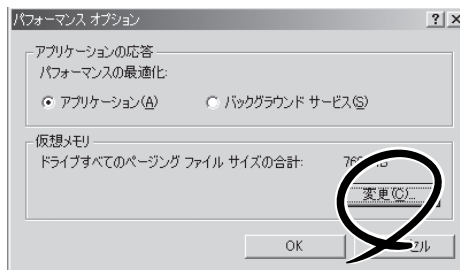 パフォーマンス オプション
アプリケーションの応答
パフォーマンスの最適化:
アプリケーション(A) バックグラウンド サービス(S)
仮想メモリ
ドライブすべてのページング ファイル サイズの合計:
変更(C)...
OK